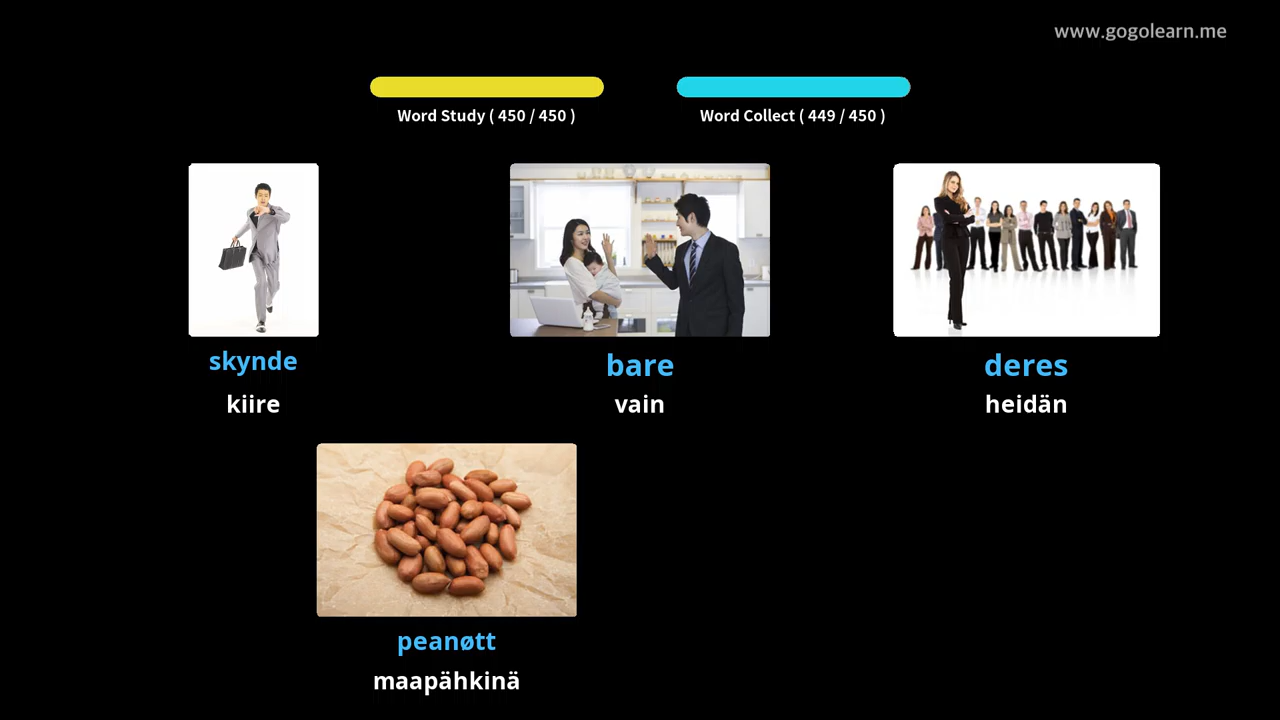 www.gogolearn.me
Word Study ( 450 / 450 )
Word Collect ( 449 / 450 )
skynde
bare
deres
kiire
vain
heidän
peanøtt
maapähkinä